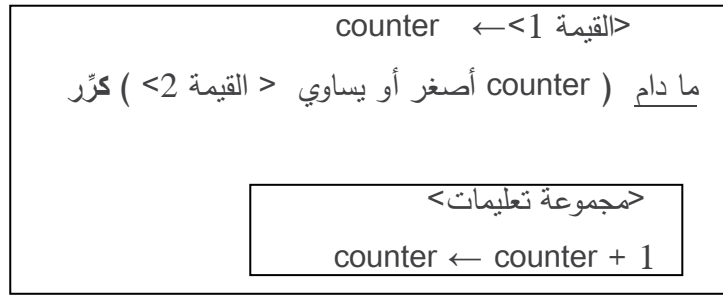 counter ←<القيمة 1>
ما دام ( counter أصغر أو يساوي < القيمة 2> ) كرِّر
<مجموعة تعليمات>
counter ← counter + 1